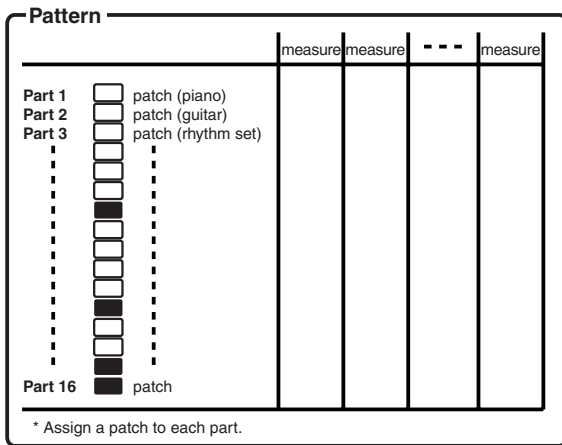 Pattern
measure measure measure
Part 1 patch (piano)
Part 2 patch (guitar)
Part 3 patch (rhythm set)
Part 16 patch
* Assign a patch to each part.